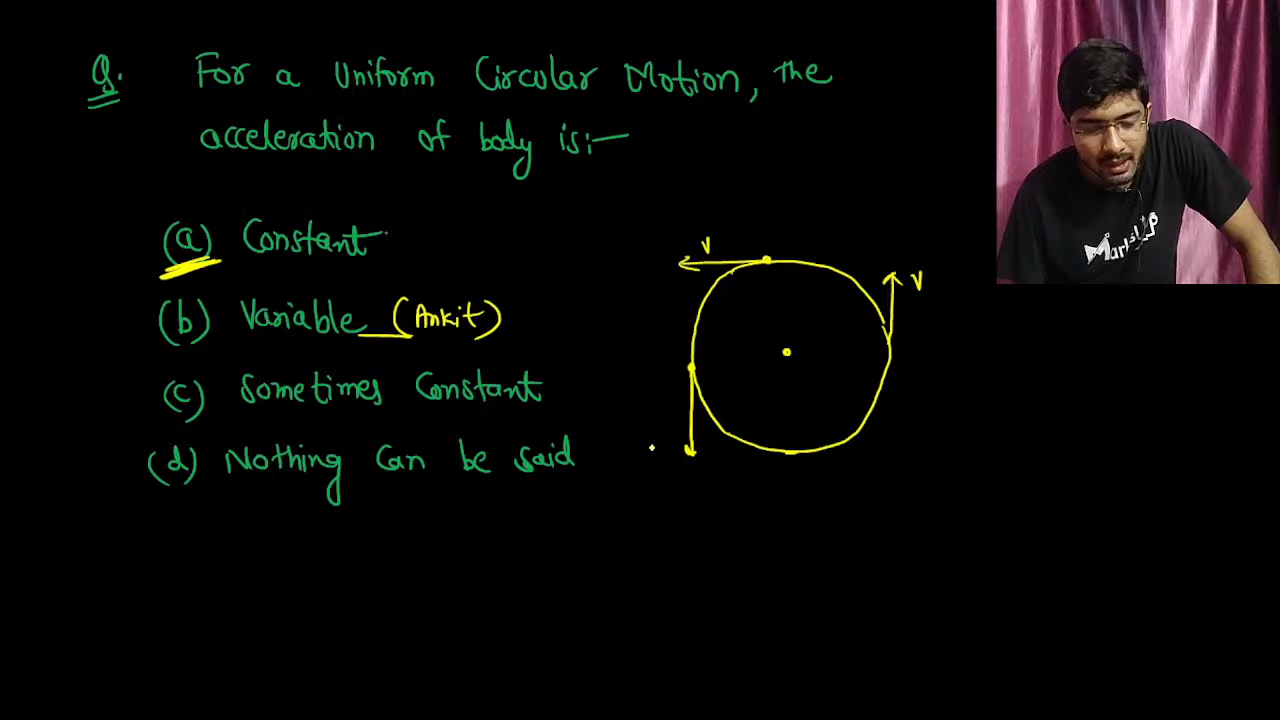 Q. For a Uniform Circular Motion, the
acceleration of body is:-
(a) Constant
(b) Variable (Ankit)
(c) Sometimes Constant
(d) Nothing Can be said
V
V